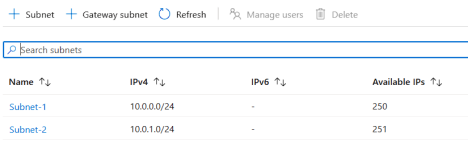 + Subnet + Gateway subnet Refresh Manage users Delete
Search subnets
Name ↑↓ IPv4 ↑↓ IPv6 ↑↓ Available IPs ↑↓
Subnet-1 10.0.0.0/24 - 250
Subnet-2 10.0.1.0/24 - 251